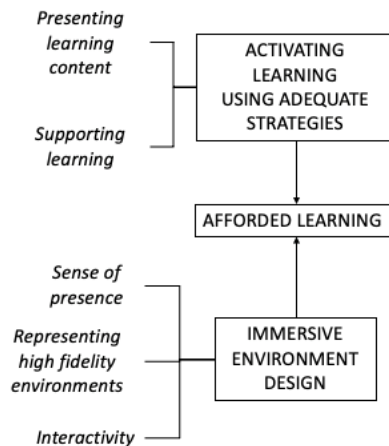 Presenting
learning
content
Supporting
learning
ACTIVATING
LEARNING
USING ADEQUATE
STRATEGIES
AFFORDED LEARNING
Sense of
presence
Representing
high fidelity
environments
Interactivity
IMMERSIVE
ENVIRONMENT
DESIGN